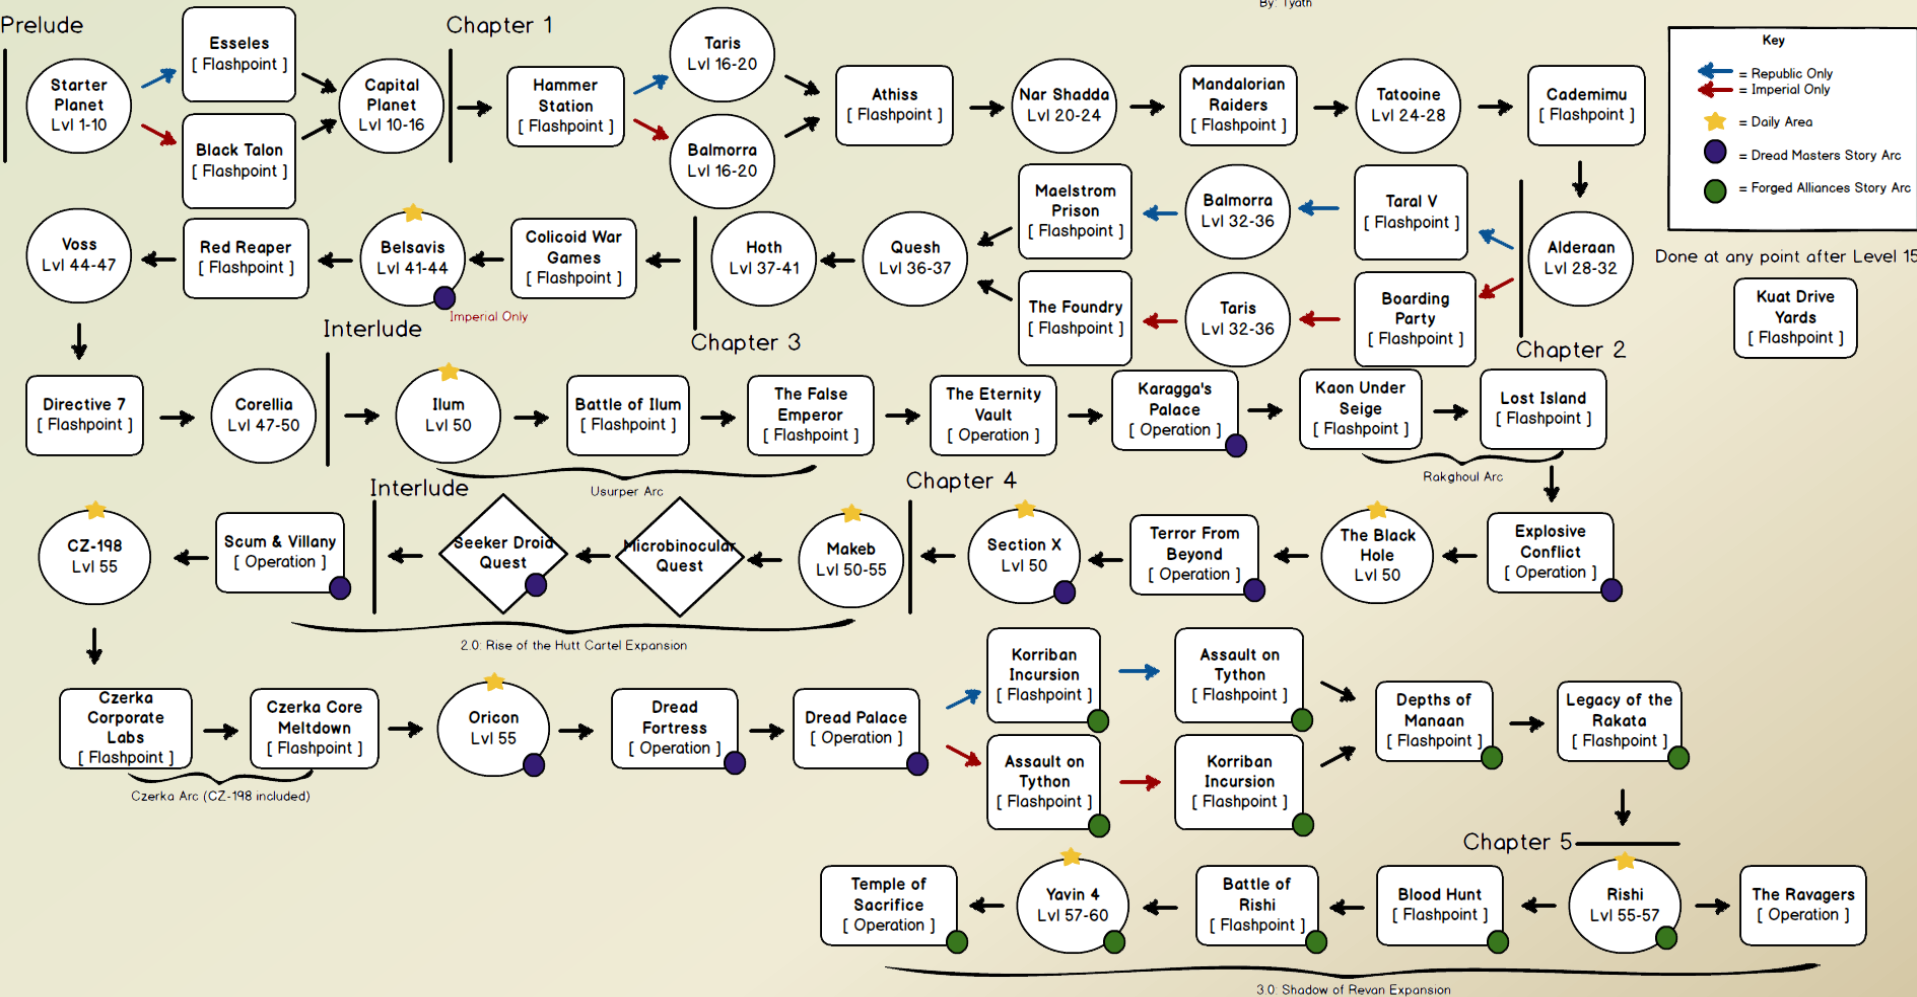 By: Tyath
Prelude
Starter
Planet
Lvl 1-10
Esseles
[ Flashpoint ]
Black Talon
[ Flashpoint ]
Capital
Planet
Lvl 10-16
Chapter 1
Hammer
Station
[ Flashpoint ]
Taris
Lvl 16-20
Balmorra
Lvl 16-20
Athiss
[ Flashpoint ]
Nar Shadda
Lvl 20-24
Mandalorian
Raiders
[ Flashpoint ]
Tatooine
Lvl 24-28
Cademimu
[ Flashpoint ]
Key
= Republic Only
= Imperial Only
= Daily Area
= Dread Masters Story Arc
= Forged Alliances Story Arc
Done at any point after Level 15
Kuat Drive
Yards
[ Flashpoint ]
Alderaan
Lvl 28-32
Chapter 2
Taral V
[ Flashpoint ]
Balmorra
Lvl 32-36
Maelstrom
Prison
[ Flashpoint ]
Boarding
Party
[ Flashpoint ]
Taris
Lvl 32-36
The Foundry
[ Flashpoint ]
Quesh
Lvl 36-37
Hoth
Lvl 37-41
Chapter 3
Colicoid War
Games
[ Flashpoint ]
Belsavis
Lvl 41-44
Imperial Only
Red Reaper
[ Flashpoint ]
Voss
Lvl 44-47
Directive 7
[ Flashpoint ]
Corellia
Lvl 47-50
Interlude
Ilum
Lvl 50
Battle of Ilum
[ Flashpoint ]
The False
Emperor
[ Flashpoint ]
Usurper Arc
The Eternity
Vault
[ Operation ]
Karagga's
Palace
[ Operation ]
Kaon Under
Seige
[ Flashpoint ]
Lost Island
[ Flashpoint ]
Rakghoul Arc
Explosive
Conflict
[ Operation ]
The Black
Hole
Lvl 50
Terror From
Beyond
[ Operation ]
Section X
Lvl 50
Chapter 4
Makeb
Lvl 50-55
Microbinocular
Quest
Seeker Droid
Quest
Interlude
Scum & Villany
[ Operation ]
2.0: Rise of the Hutt Cartel Expansion
CZ-198
Lvl 55
Czerka
Corporate
Labs
[ Flashpoint ]
Czerka Core
Meltdown
[ Flashpoint ]
Czerka Arc (CZ-198 included)
Oricon
Lvl 55
Dread
Fortress
[ Operation ]
Dread Palace
[ Operation ]
Korriban
Incursion
[ Flashpoint ]
Assault on
Tython
[ Flashpoint ]
Assault on
Tython
[ Flashpoint ]
Korriban
Incursion
[ Flashpoint ]
Depths of
Manaan
[ Flashpoint ]
Legacy of the
Rakata
[ Flashpoint ]
Chapter 5
Rishi
Lvl 55-57
The Ravagers
[ Operation ]
Blood Hunt
[ Flashpoint ]
Battle of
Rishi
[ Flashpoint ]
Yavin 4
Lvl 57-60
Temple of
Sacrifice
[ Operation ]
3.0: Shadow of Revan Expansion